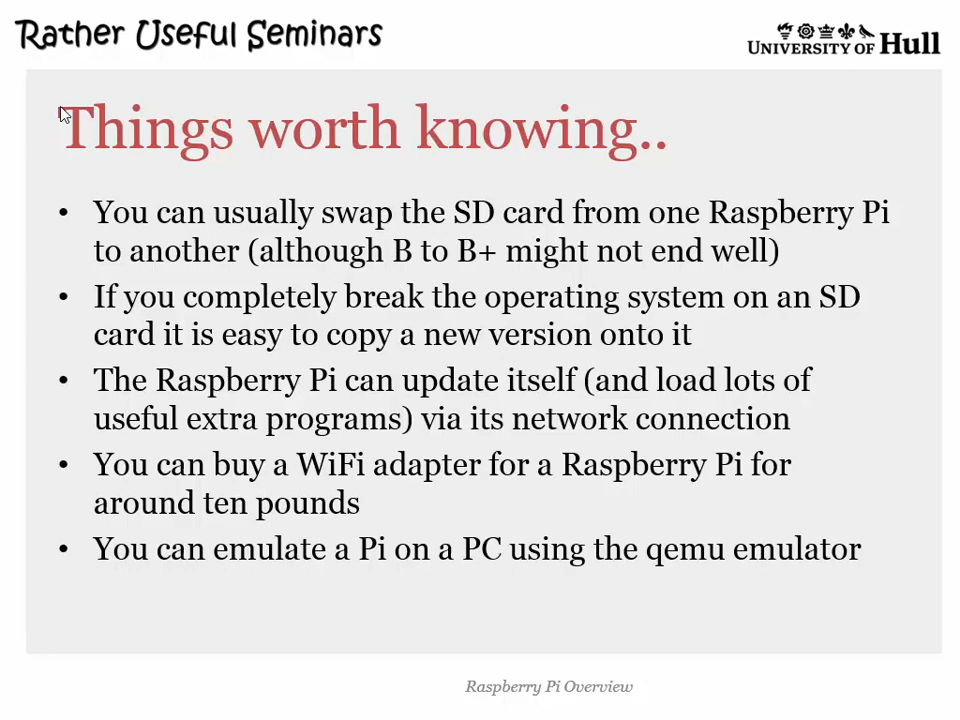 Rather Useful Seminars
UNIVERSITY OF Hull
Things worth knowing..
• You can usually swap the SD card from one Raspberry Pi
to another (although B to B+ might not end well)
• If you completely break the operating system on an SD
card it is easy to copy a new version onto it
• The Raspberry Pi can update itself (and load lots of
useful extra programs) via its network connection
• You can buy a WiFi adapter for a Raspberry Pi for
around ten pounds
• You can emulate a Pi on a PC using the qemu emulator
Raspberry Pi Overview